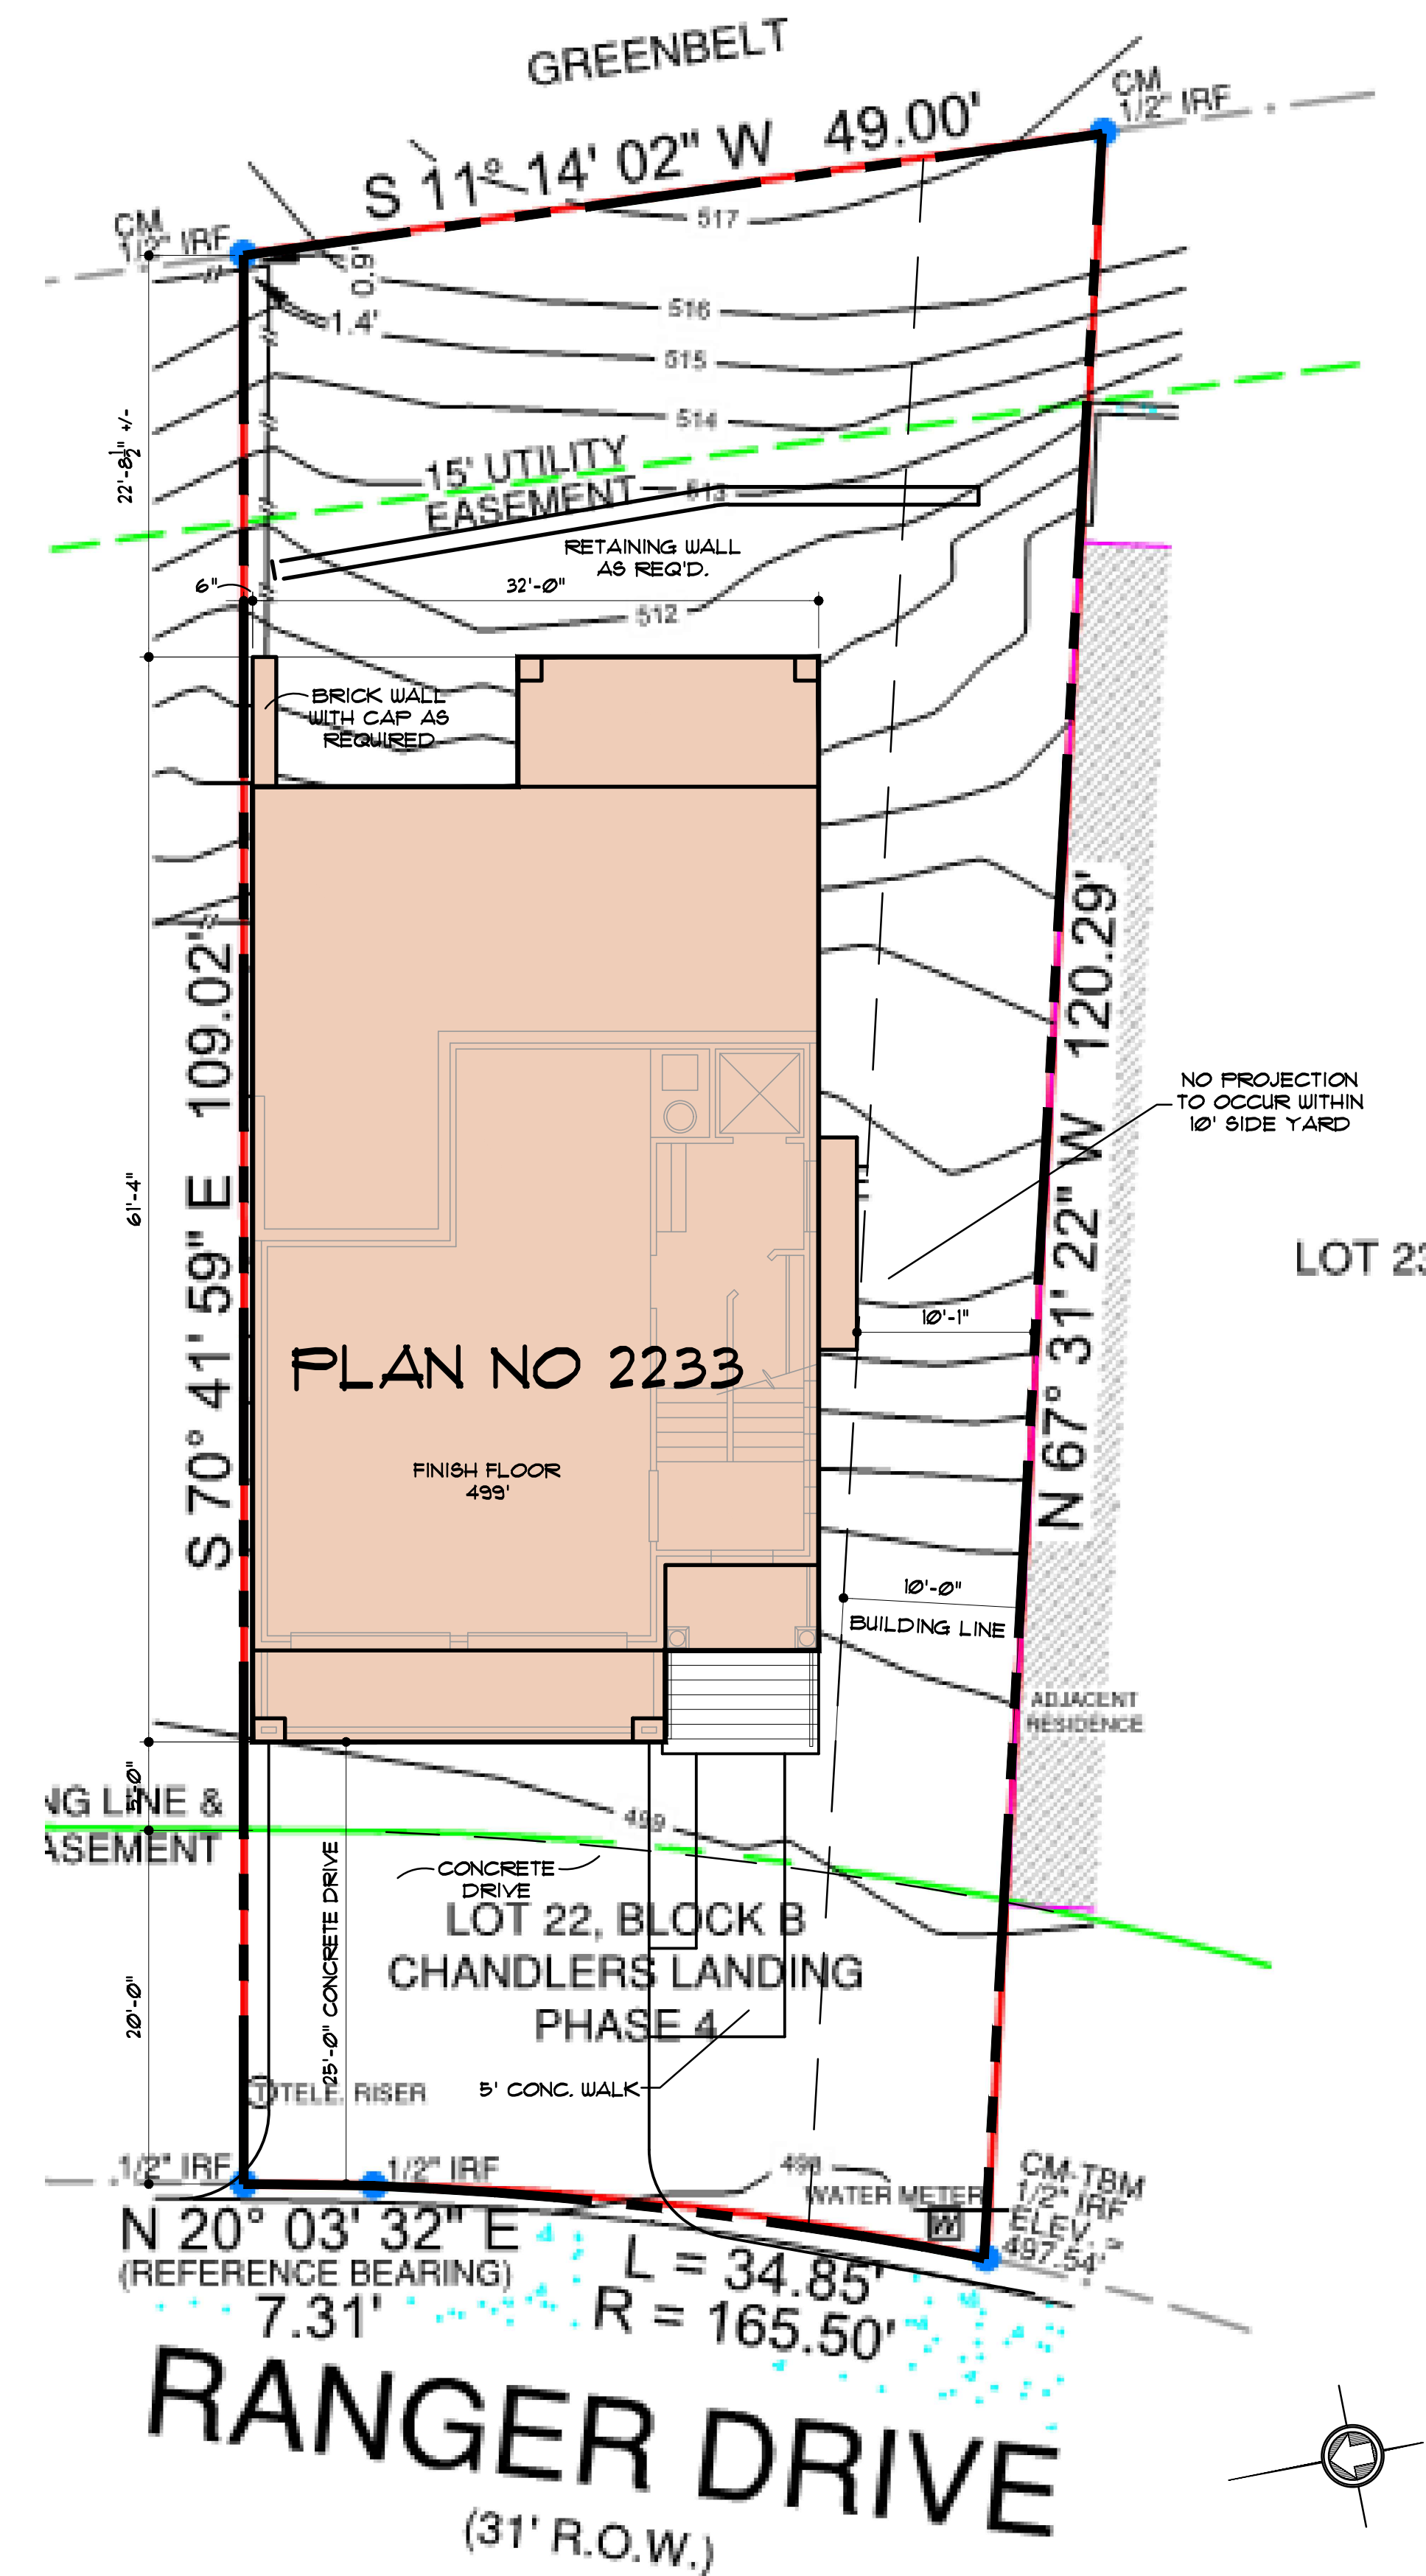 GREENBELT
CM
1/2" IRF
S 11° 14' 02" W 49.00'
CM
1/2" IRF
517
0.9'
1.4'
516
515
514
22'-8½" +/-
15' UTILITY
EASEMENT
513
RETAINING WALL
AS REQ'D.
6"
32'-0"
512
BRICK WALL
WITH CAP AS
REQUIRED
S 70° 41' 59" E 109.02'
N 67° 31' 22" W 120.29'
NO PROJECTION
TO OCCUR WITHIN
10' SIDE YARD
61'-4"
LOT 23
10'-1"
PLAN NO 2233
FINISH FLOOR
499'
10'-0"
BUILDING LINE
ADJACENT
RESIDENCE
5'-0"
NG LINE &
ASEMENT
499
CONCRETE
DRIVE
25'-0" CONCRETE DRIVE
LOT 22, BLOCK B
CHANDLERS LANDING
PHASE 4
20'-0"
(T) TELE. RISER
5' CONC. WALK
1/2" IRF
1/2" IRF
498
WATER METER
CM-TBM
1/2" IRF
ELEV. =
497.54'
N 20° 03' 32" E
(REFERENCE BEARING)
7.31'
L = 34.85'
R = 165.50'
RANGER DRIVE
(31' R.O.W.)